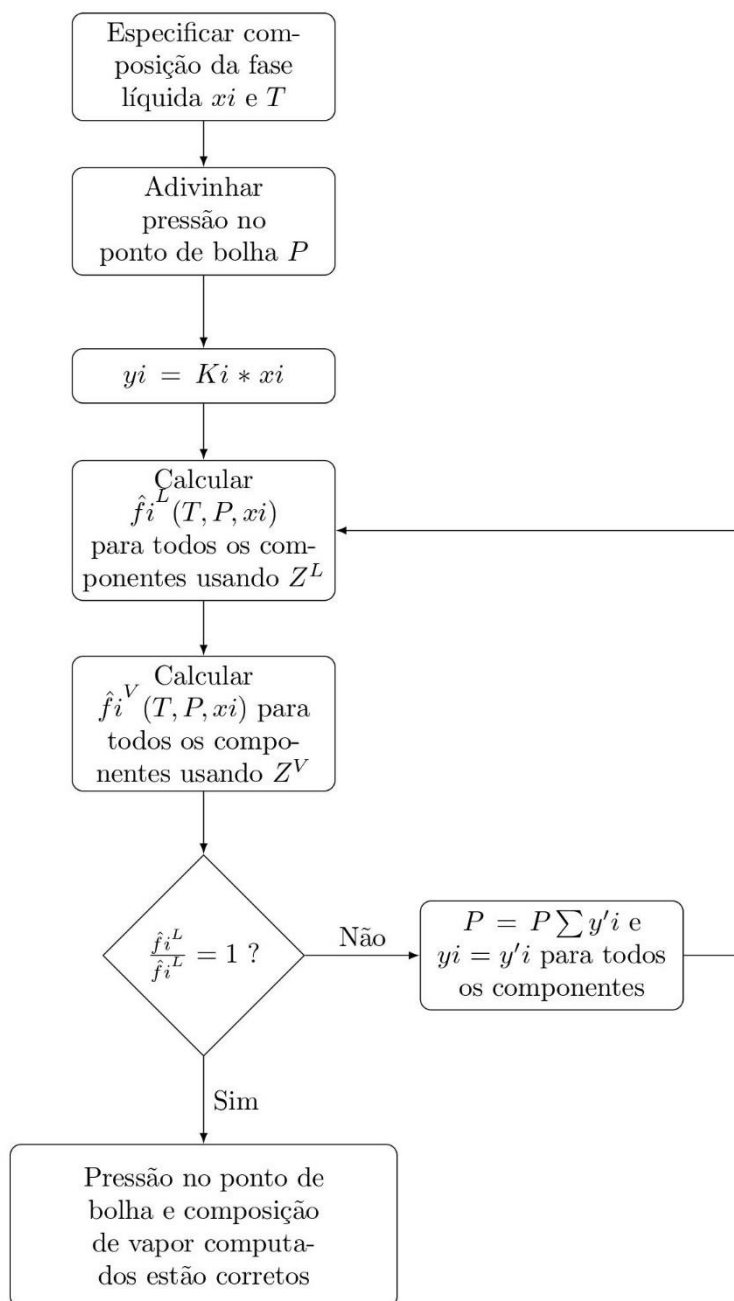 Especificar com-
posição da fase
líquida xi e T
Adivinhar
pressão no
ponto de bolha P
yi = Ki ∗ xi
Calcular
f̂i^L(T, P, xi)
para todos os com-
ponentes usando Z^L
Calcular
f̂i^V(T, P, xi) para
todos os compo-
nentes usando Z^V
f̂i^L / f̂i^L = 1 ?
Não
P = P ∑ y′i e
yi = y′i para todos
os componentes
Sim
Pressão no ponto de
bolha e composição
de vapor computa-
dos estão corretos